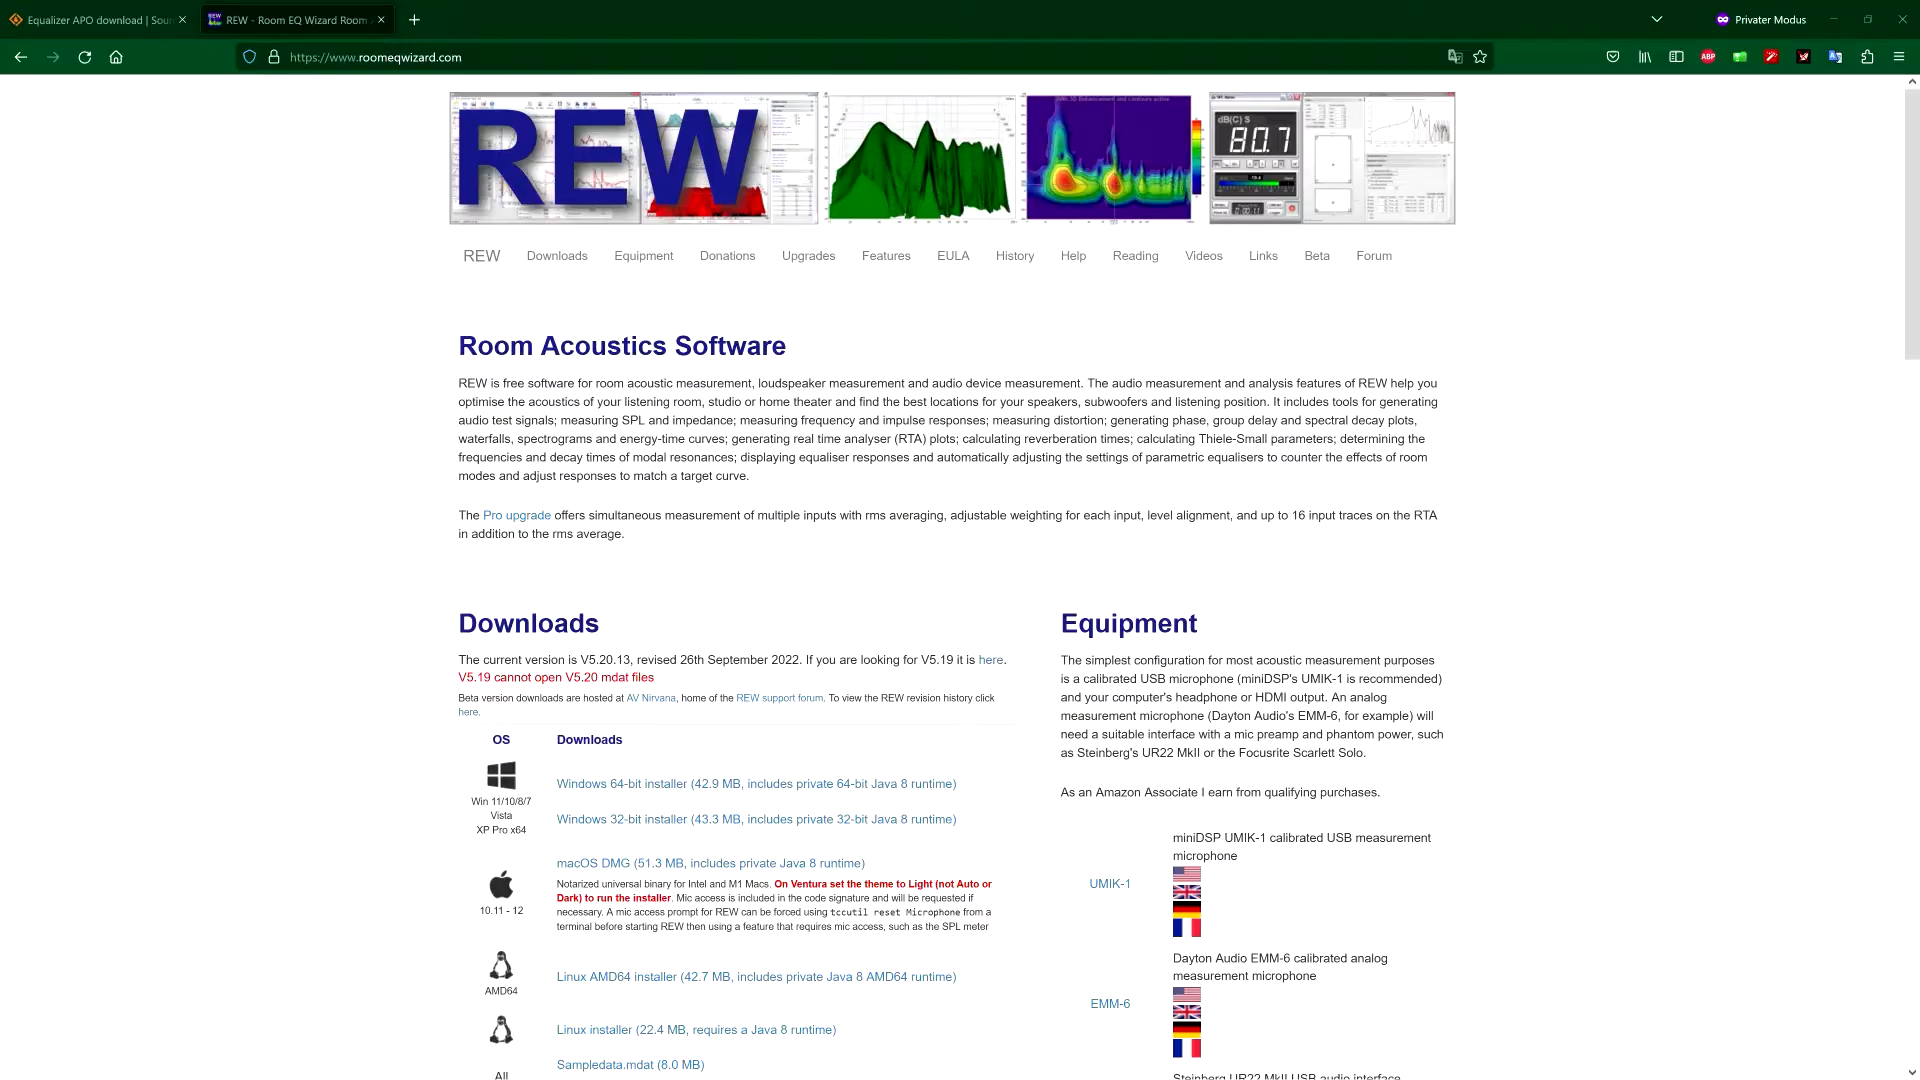 Equalizer APO download | Sour
REW - Room EQ Wizard Room A
Privater Modus
https://www.roomeqwizard.com
ABP
REW
dB(C) S
80.7
REW Downloads Equipment Donations Upgrades Features EULA History Help Reading Videos Links Beta Forum
Room Acoustics Software
REW is free software for room acoustic measurement, loudspeaker measurement and audio device measurement. The audio measurement and analysis features of REW help you
optimise the acoustics of your listening room, studio or home theater and find the best locations for your speakers, subwoofers and listening position. It includes tools for generating
audio test signals; measuring SPL and impedance; measuring frequency and impulse responses; measuring distortion; generating phase, group delay and spectral decay plots,
waterfalls, spectrograms and energy-time curves; generating real time analyser (RTA) plots; calculating reverberation times; calculating Thiele-Small parameters; determining the
frequencies and decay times of modal resonances; displaying equaliser responses and automatically adjusting the settings of parametric equalisers to counter the effects of room
modes and adjust responses to match a target curve.
The Pro upgrade offers simultaneous measurement of multiple inputs with rms averaging, adjustable weighting for each input, level alignment, and up to 16 input traces on the RTA
in addition to the rms average.
Downloads
The current version is V5.20.13, revised 26th September 2022. If you are looking for V5.19 it is here.
V5.19 cannot open V5.20 mdat files
Beta version downloads are hosted at AV Nirvana, home of the REW support forum. To view the REW revision history click
here.
OS Downloads
Win 11/10/8/7
Vista
XP Pro x64
Windows 64-bit installer (42.9 MB, includes private 64-bit Java 8 runtime)
Windows 32-bit installer (43.3 MB, includes private 32-bit Java 8 runtime)
10.11 - 12
macOS DMG (51.3 MB, includes private Java 8 runtime)
Notarized universal binary for Intel and M1 Macs. On Ventura set the theme to Light (not Auto or
Dark) to run the installer. Mic access is included in the code signature and will be requested if
necessary. A mic access prompt for REW can be forced using tccutil reset Microphone from a
terminal before starting REW then using a feature that requires mic access, such as the SPL meter
AMD64
Linux AMD64 installer (42.7 MB, includes private Java 8 AMD64 runtime)
Linux installer (22.4 MB, requires a Java 8 runtime)
All
Sampledata.mdat (8.0 MB)
Equipment
The simplest configuration for most acoustic measurement purposes
is a calibrated USB microphone (miniDSP's UMIK-1 is recommended)
and your computer's headphone or HDMI output. An analog
measurement microphone (Dayton Audio's EMM-6, for example) will
need a suitable interface with a mic preamp and phantom power, such
as Steinberg's UR22 MkII or the Focusrite Scarlett Solo.
As an Amazon Associate I earn from qualifying purchases.
UMIK-1
miniDSP UMIK-1 calibrated USB measurement
microphone
EMM-6
Dayton Audio EMM-6 calibrated analog
measurement microphone
Steinberg UR22 MkII USB audio interface